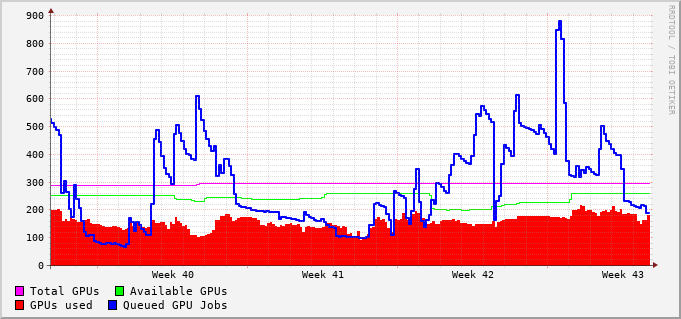 900
800
700
600
500
400
300
200
100
0
Week 40 Week 41 Week 42 Week 43
Total GPUs Available GPUs
GPUs used Queued GPU Jobs
RRDTOOL / TOBI OETIKER